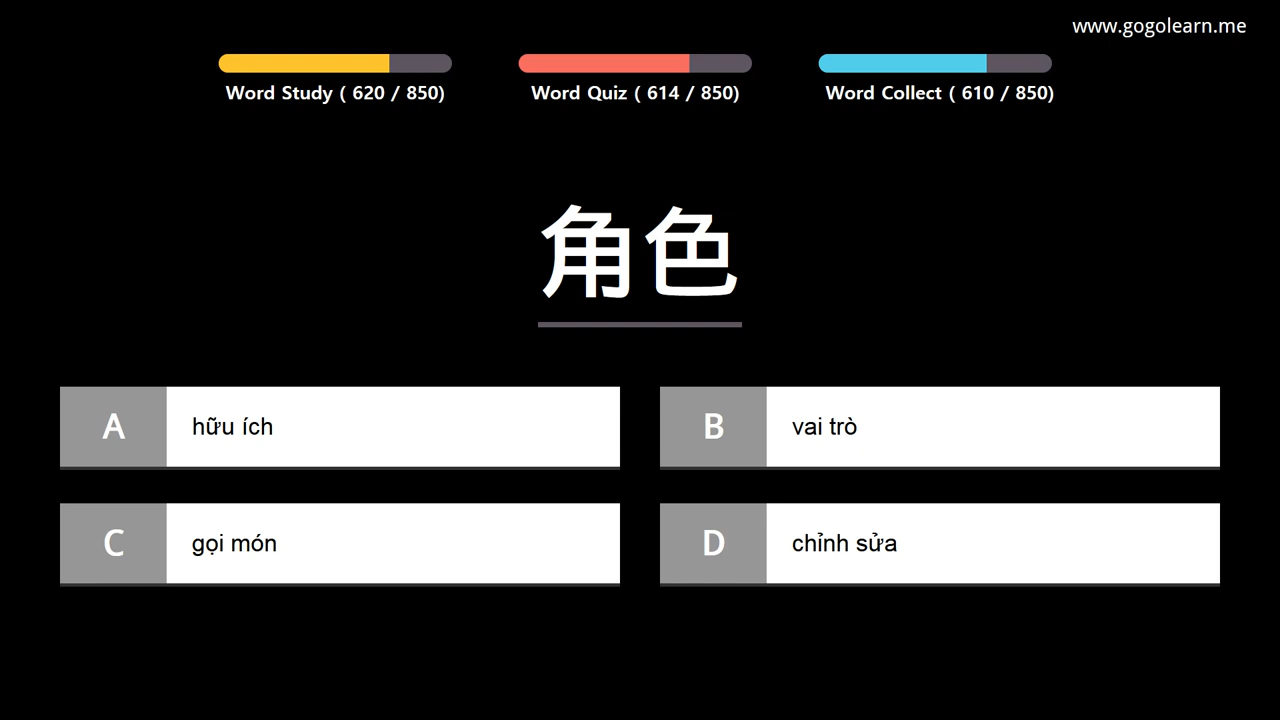 www.gogolearn.me
Word Study ( 620 / 850)
Word Quiz ( 614 / 850)
Word Collect ( 610 / 850)
角色
A hữu ích
B vai trò
C gọi món
D chỉnh sửa